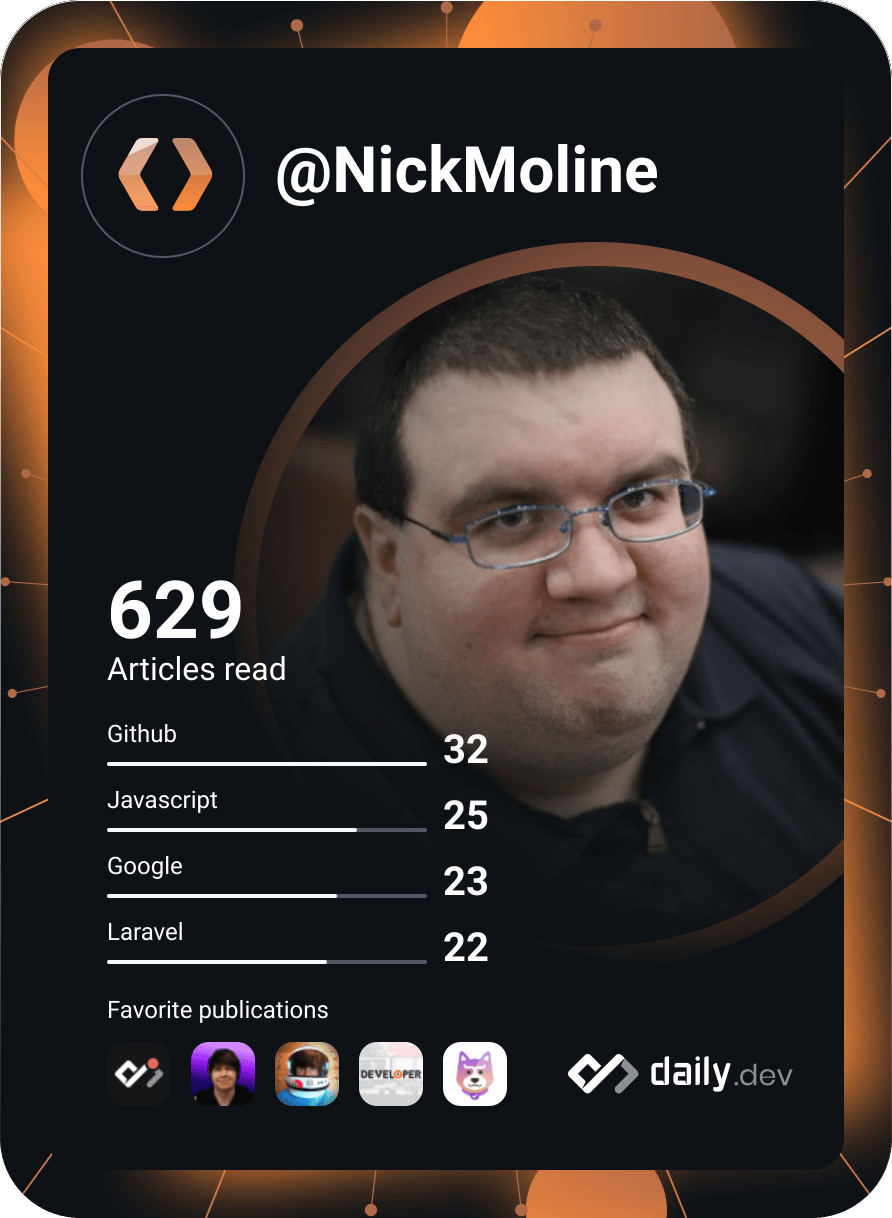 @NickMoline
629
Articles read
Github
32
Javascript
25
Google
23
Laravel
22
Favorite publications
DEVELOPER
daily.dev